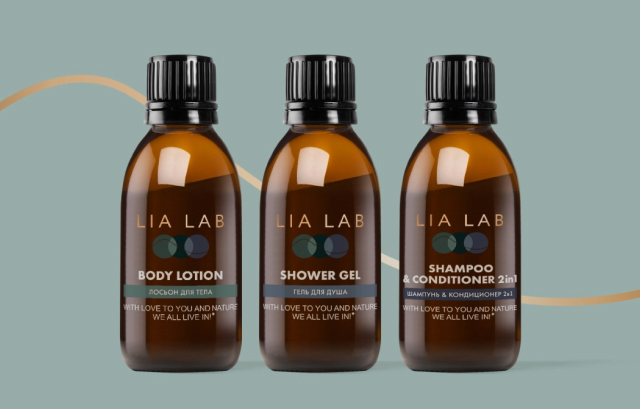 LIA LAB
BODY LOTION
ЛОСЬОН ДЛЯ ТЕЛА
WITH LOVE TO YOU AND NATURE
WE ALL LIVE IN!*
LIA LAB
SHOWER GEL
ГЕЛЬ ДЛЯ ДУША
WITH LOVE TO YOU AND NATURE
WE ALL LIVE IN!*
LIA LAB
SHAMPOO
& CONDITIONER 2in1
ШАМПУНЬ & КОНДИЦИОНЕР 2в1
WITH LOVE TO YOU AND NATURE
WE ALL LIVE IN!*